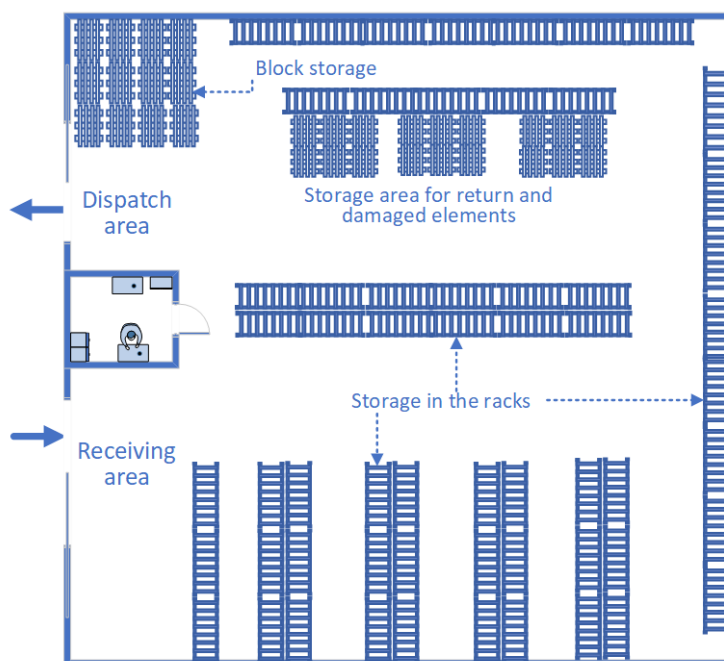 Block storage
Storage area for return and
damaged elements
Dispatch
area
Storage in the racks
Receiving
area